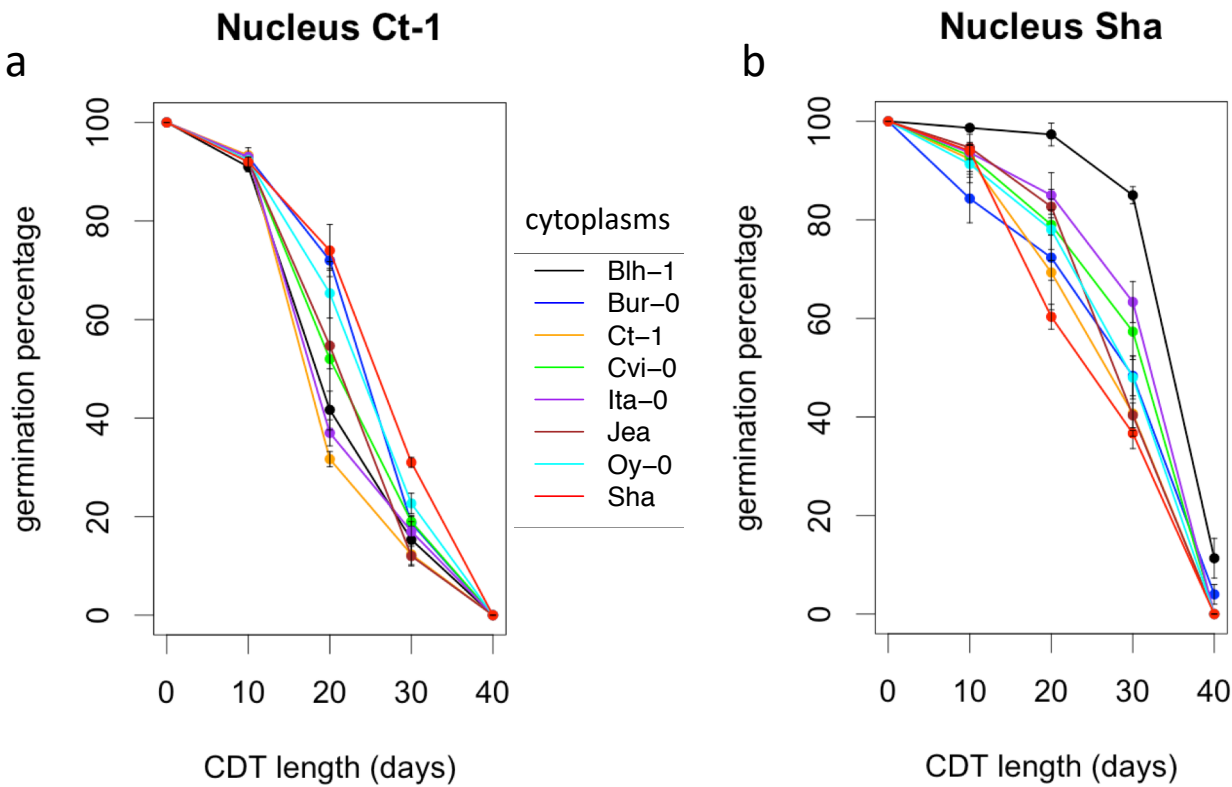 Nucleus Ct-1
Nucleus Sha
a
b
germination percentage
100
80
60
40
20
0
0 10 20 30 40
CDT length (days)
cytoplasms
Blh−1
Bur−0
Ct−1
Cvi−0
Ita−0
Jea
Oy−0
Sha
germination percentage
100
80
60
40
20
0
0 10 20 30 40
CDT length (days)